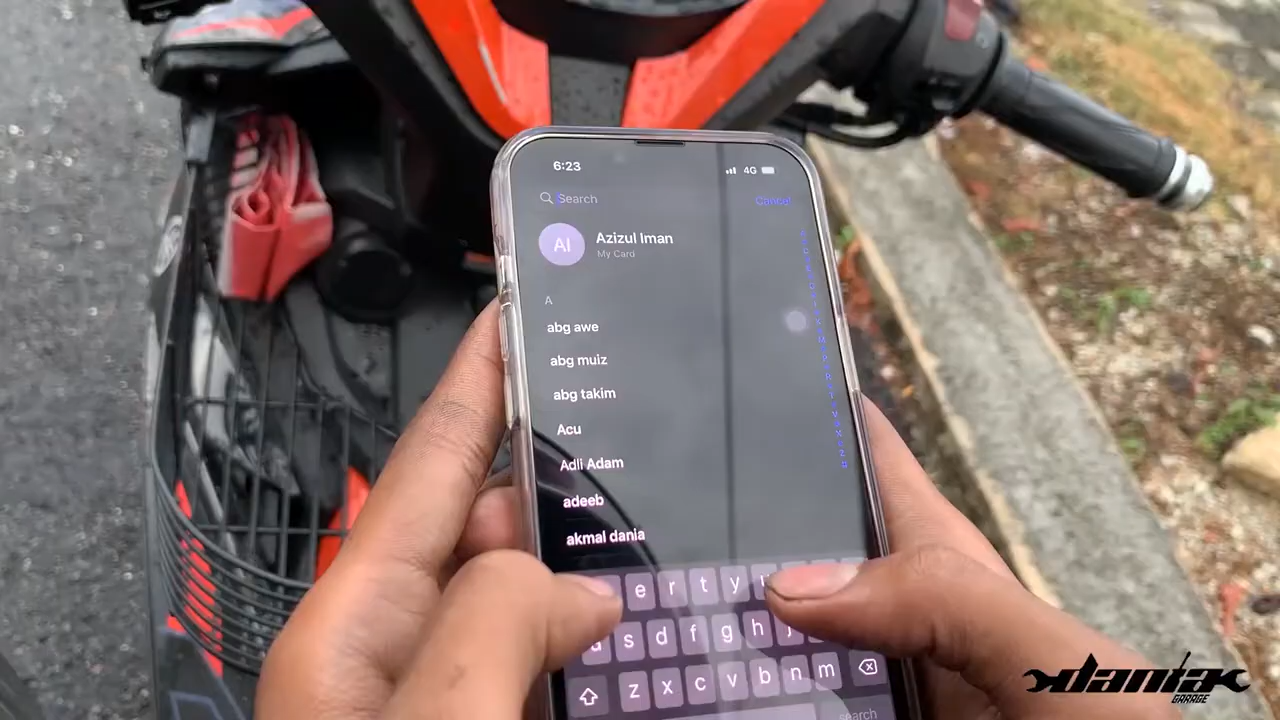 6:23
4G
Search
Cancel
AI
Azizul Iman
My Card
A
abg awe
abg muiz
abg takim
Acu
Adli Adam
adeeb
akmal dania
e r t y
s d f g h
z x c v b n m
search
GARAGE